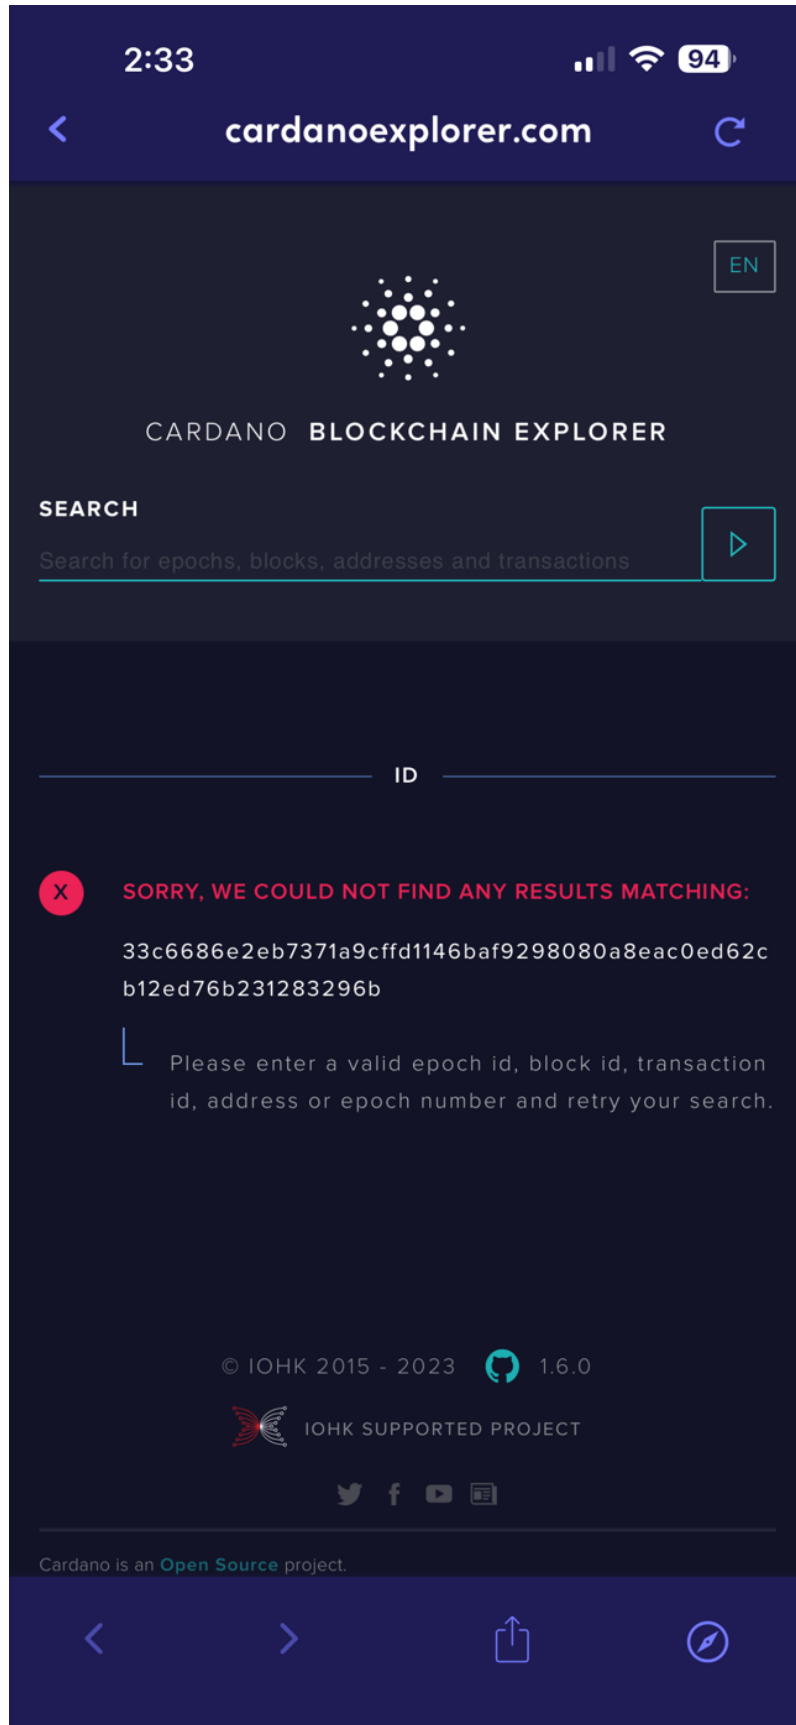 2:33
94
cardanoexplorer.com
EN
CARDANO BLOCKCHAIN EXPLORER
SEARCH
Search for epochs, blocks, addresses and transactions
ID
X
SORRY, WE COULD NOT FIND ANY RESULTS MATCHING:
33c6686e2eb7371a9cffd1146baf9298080a8eac0ed62c
b12ed76b231283296b
Please enter a valid epoch id, block id, transaction
id, address or epoch number and retry your search.
© IOHK 2015 - 2023 1.6.0
IOHK SUPPORTED PROJECT
Cardano is an Open Source project.